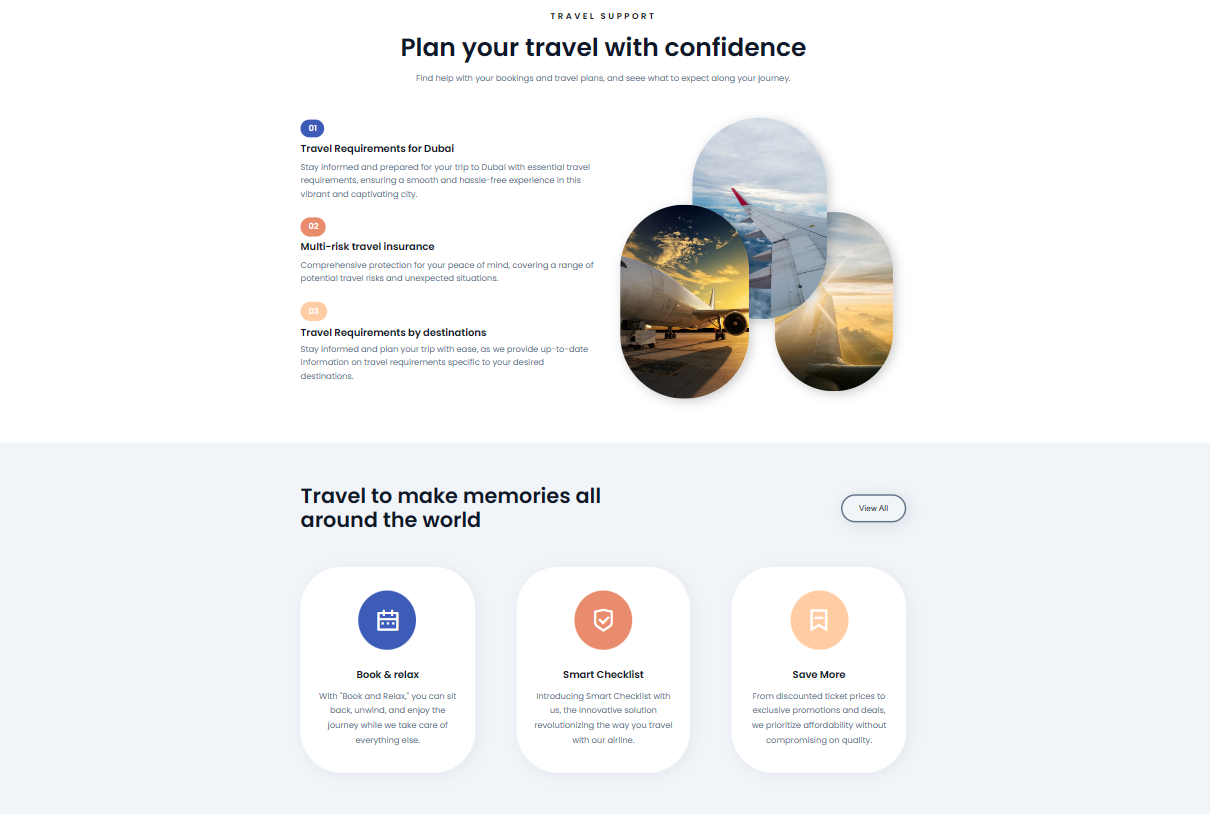 TRAVEL SUPPORT
Plan your travel with confidence
Find help with your bookings and travel plans, and seee what to expect along your journey.
01
Travel Requirements for Dubai
Stay informed and prepared for your trip to Dubai with essential travel
requirements, ensuring a smooth and hassle-free experience in this
vibrant and captivating city.
02
Multi-risk travel insurance
Comprehensive protection for your peace of mind, covering a range of
potential travel risks and unexpected situations.
03
Travel Requirements by destinations
Stay informed and plan your trip with ease, as we provide up-to-date
information on travel requirements specific to your desired
destinations.
Travel to make memories all
around the world
View All
Book & relax
With "Book and Relax," you can sit
back, unwind, and enjoy the
journey while we take care of
everything else.
Smart Checklist
Introducing Smart Checklist with
us, the innovative solution
revolutionizing the way you travel
with our airline.
Save More
From discounted ticket prices to
exclusive promotions and deals,
we prioritize affordability without
compromising on quality.